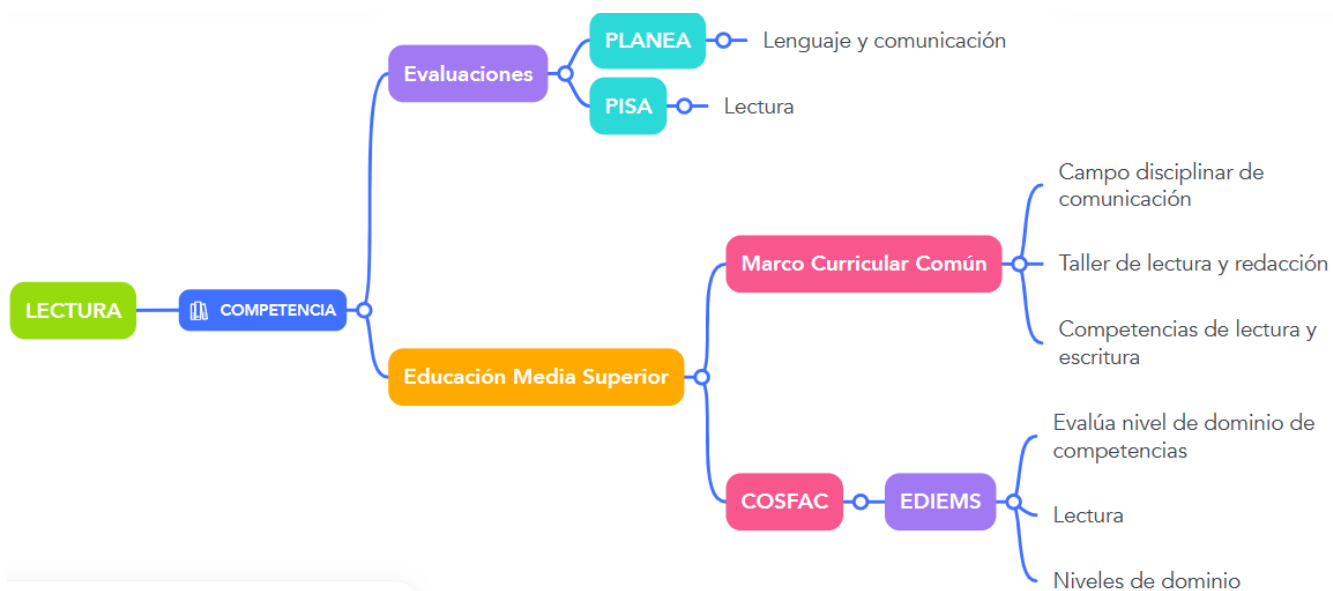 LECTURA
COMPETENCIA
Evaluaciones
PLANEA
Lenguaje y comunicación
PISA
Lectura
Educación Media Superior
Marco Curricular Común
Campo disciplinar de
comunicación
Taller de lectura y redacción
Competencias de lectura y
escritura
COSFAC
EDIEMS
Evalúa nivel de dominio de
competencias
Lectura
Niveles de dominio